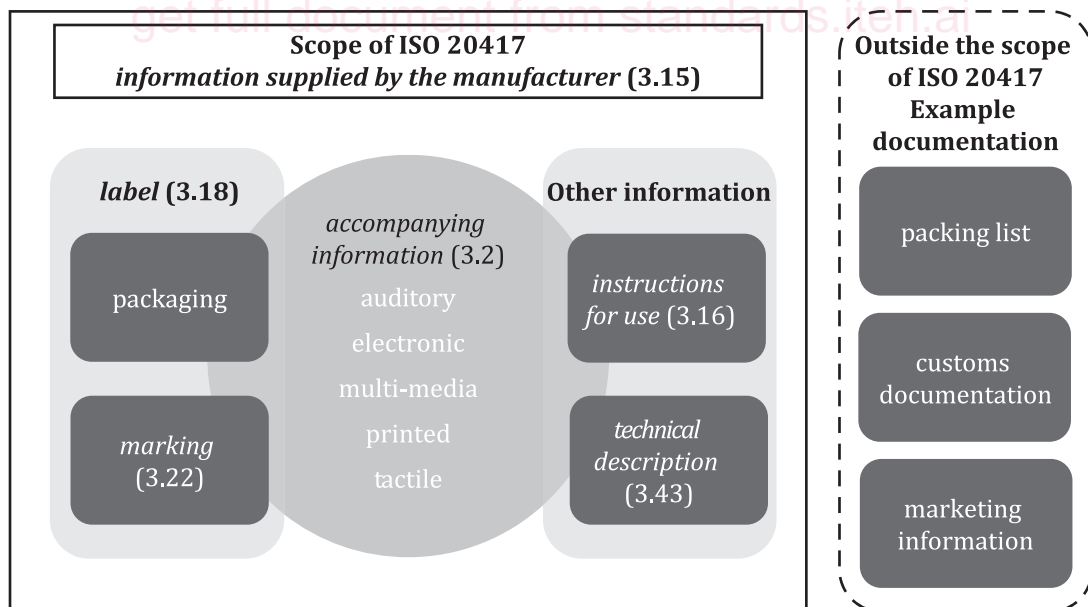 get full document from standards.iteh.ai
Scope of ISO 20417
information supplied by the manufacturer (3.15)
label (3.18)
packaging
marking
(3.22)
accompanying
information (3.2)
auditory
electronic
multi-media
printed
tactile
Other information
instructions
for use (3.16)
technical
description
(3.43)
Outside the scope
of ISO 20417
Example
documentation
packing list
customs
documentation
marketing
information